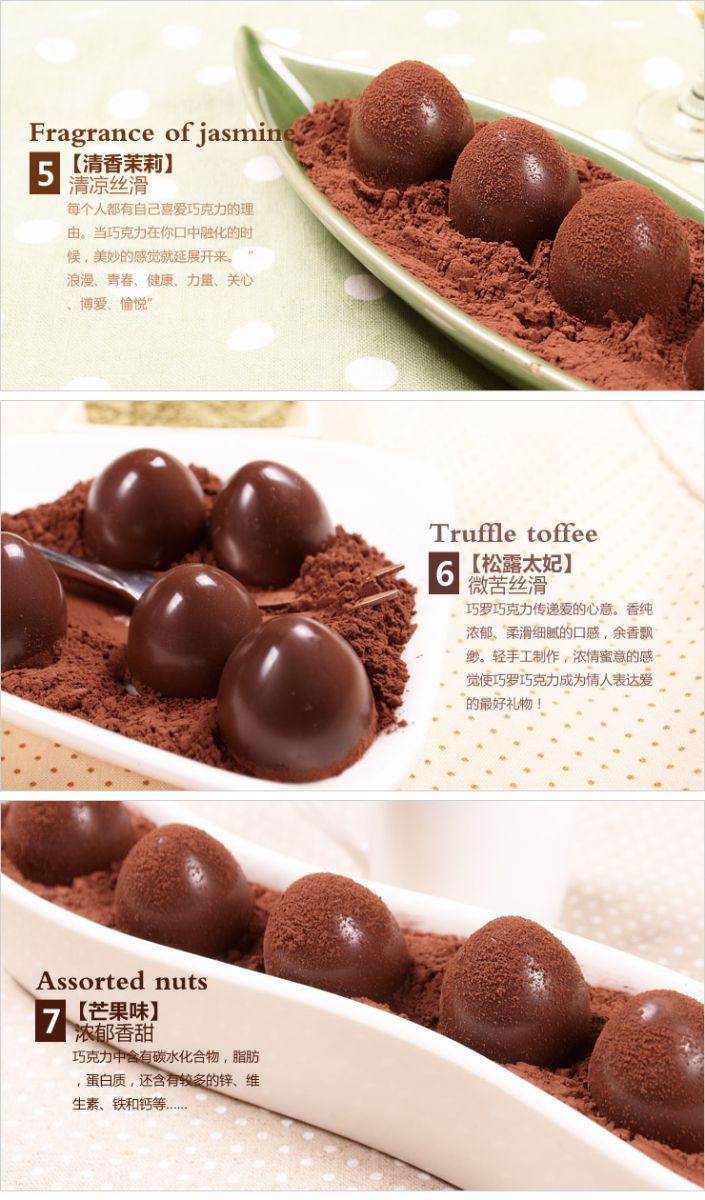 Fragrance of jasmine
5
【清香茉莉】
清凉丝滑
每个人都有自己喜爱巧克力的理
由。当巧克力在你口中融化的时
候，美妙的感觉就延展开来。 “
浪漫、青春、健康、力量、关心
、博爱、愉悦”
Truffle toffee
6
【松露太妃】
微苦丝滑
巧罗巧克力传递爱的心意。香纯
浓郁、柔滑细腻的口感，余香飘
缈。轻手工制作，浓情蜜意的感
觉使巧罗巧克力成为情人表达爱
的最好礼物！
Assorted nuts
7
【芒果味】
浓郁香甜
巧克力中含有碳水化合物，脂肪
，蛋白质，还含有较多的锌、维
生素、铁和钙等......